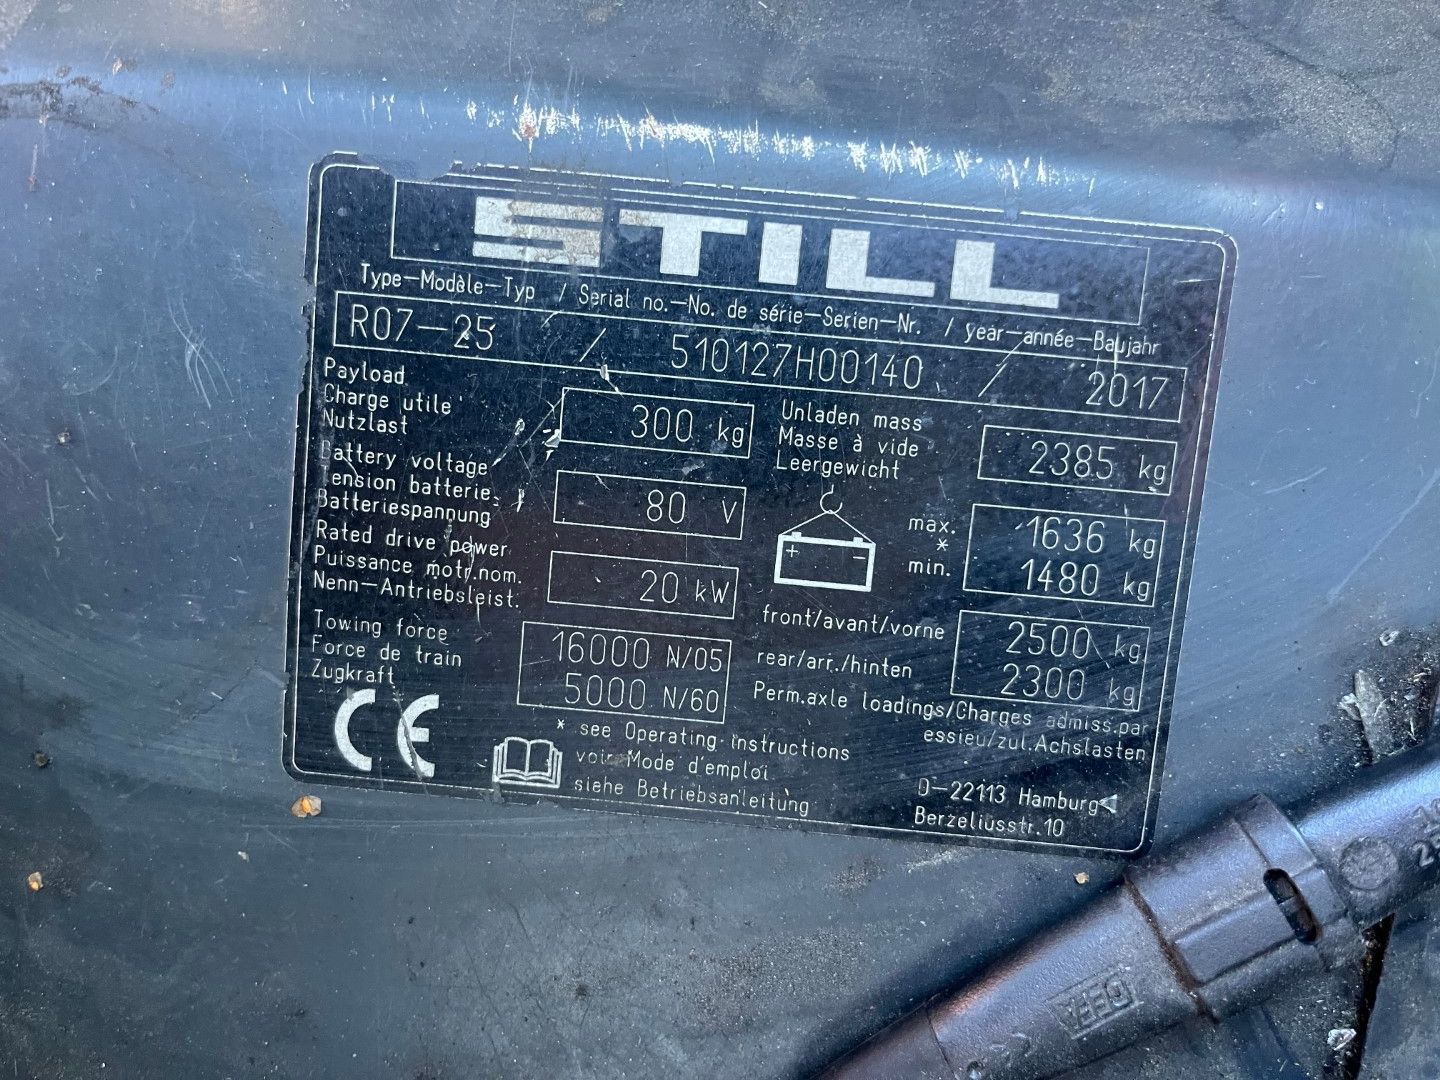 STILL
Type-Modèle-Typ / Serial no.-No. de série-Serien-Nr. / year-année-Baujahr
R07-25 / 510127H00140 / 2017
Payload
Charge utile
Nutzlast
300 kg
Unladen mass
Masse à vide
Leergewicht
2385 kg
Battery voltage
Tension batterie
Batteriespannung
80 V
+ -
max. 1636 kg
*
min. 1480 kg
Rated drive power
Puissance motr.nom.
Nenn-Antriebsleist.
20 kW
Towing force
Force de train
Zugkraft
16000 N/05
5000 N/60
front/avant/vorne 2500 kg
rear/arr./hinten 2300 kg
Perm.axle loadings/Charges admiss.par
essieu/zul.Achslasten
CE
* see Operating instructions
voir Mode d'emploi
siehe Betriebsanleitung
D-22113 Hamburg
Berzeliusstr.10
DEFA